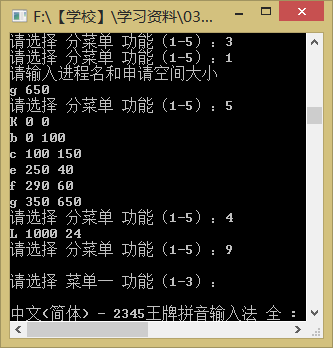 F:\【学校】\学习资料\03...
请选择 分菜单 功能（1-5）：3
请选择 分菜单 功能（1-5）：1
请输入进程名和申请空间大小
g 650
请选择 分菜单 功能（1-5）：5
K 0 0
b 0 100
c 100 150
e 250 40
f 290 60
g 350 650
请选择 分菜单 功能（1-5）：4
L 1000 24
请选择 分菜单 功能（1-5）：9
请选择 菜单一 功能（1-3）：
中文(简体) - 2345王牌拼音输入法 全 :